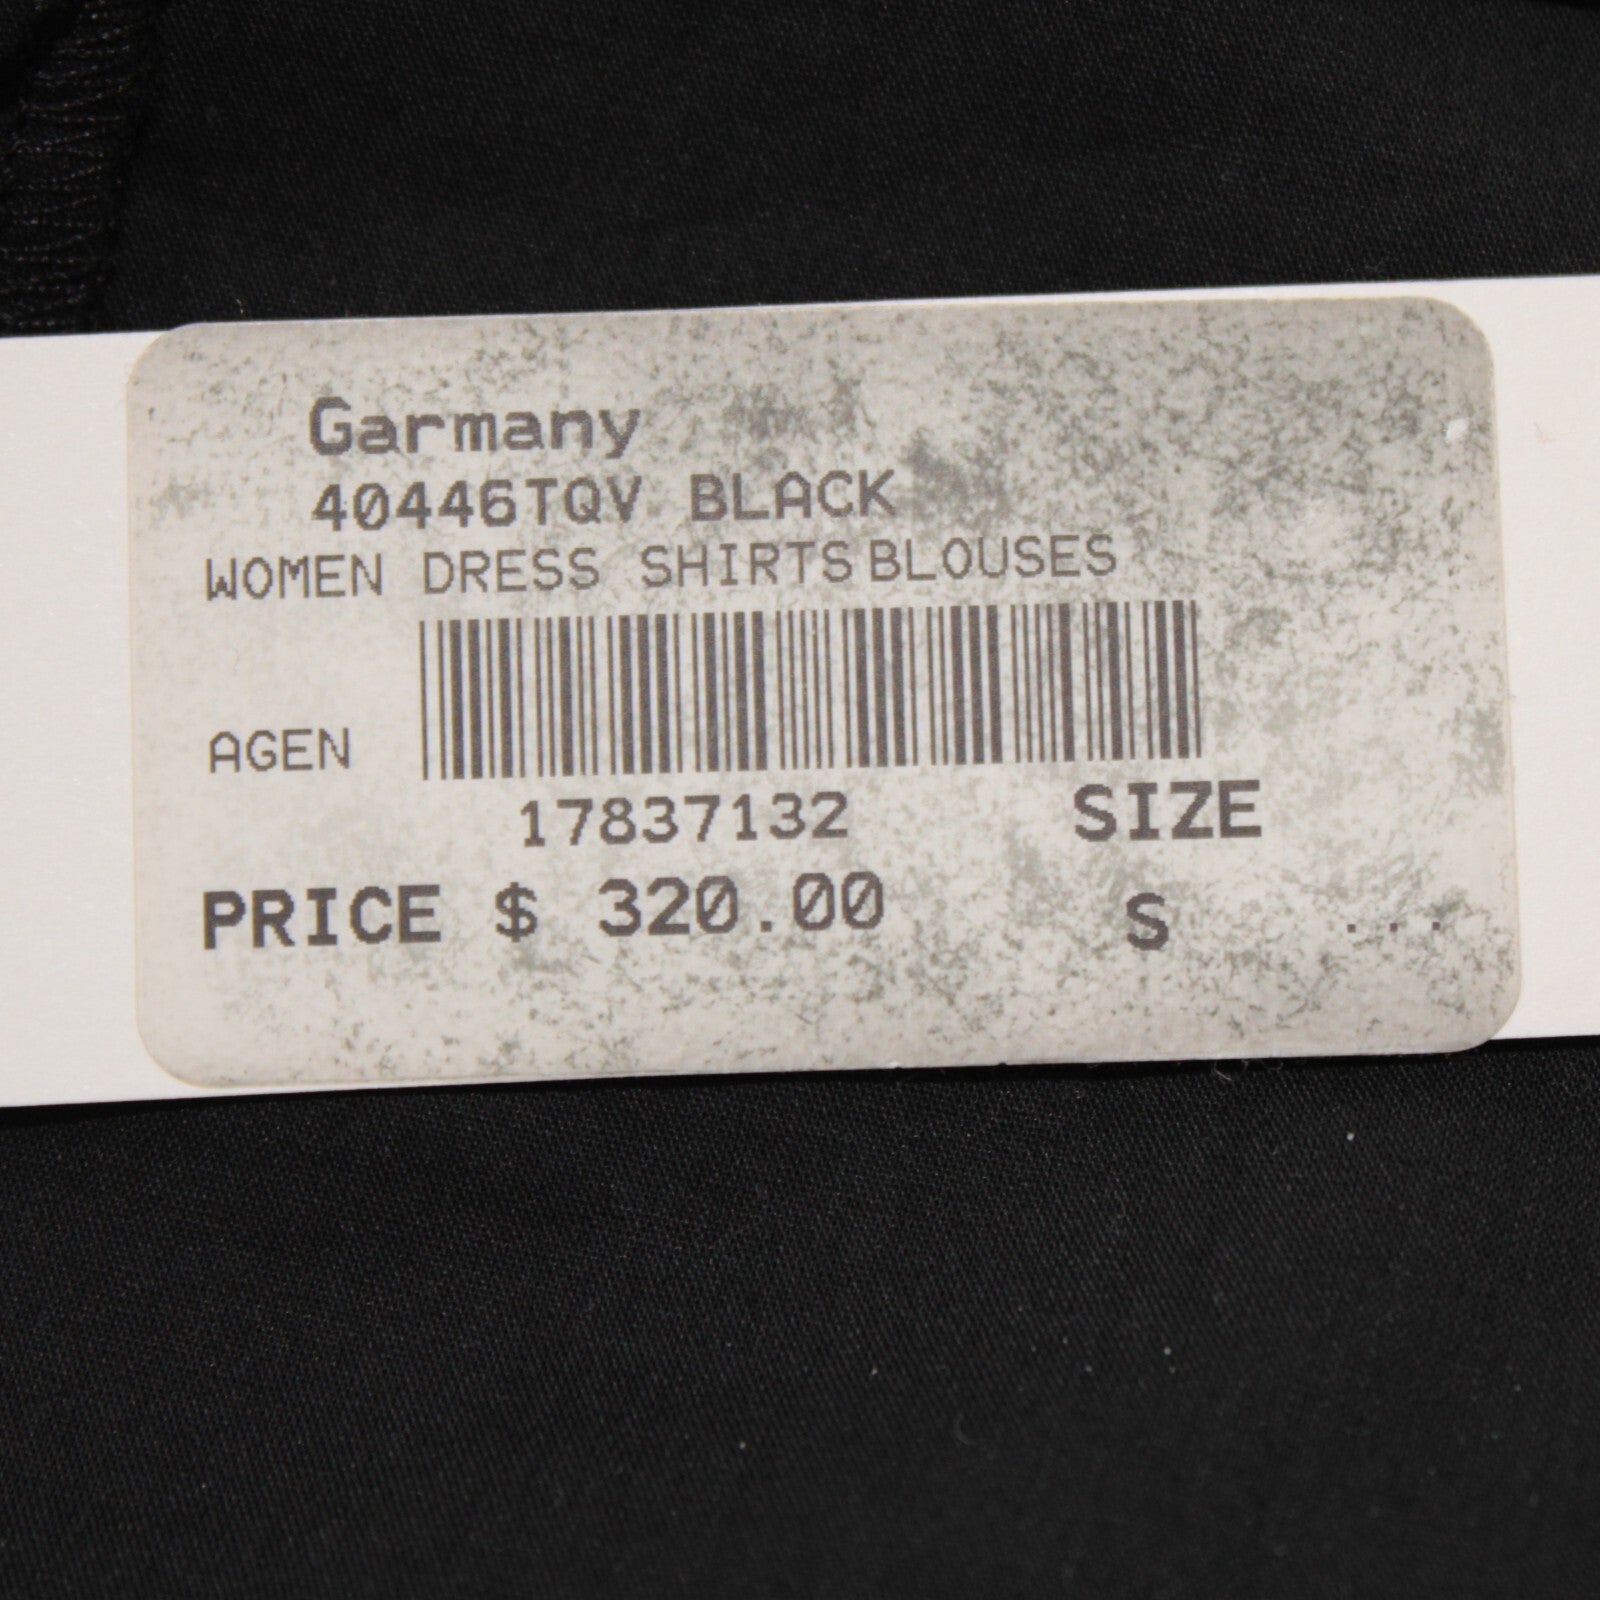 Garmany
40446TQV BLACK
WOMEN DRESS SHIRTS BLOUSES
AGEN
17837132 SIZE
PRICE $ 320.00 S ...